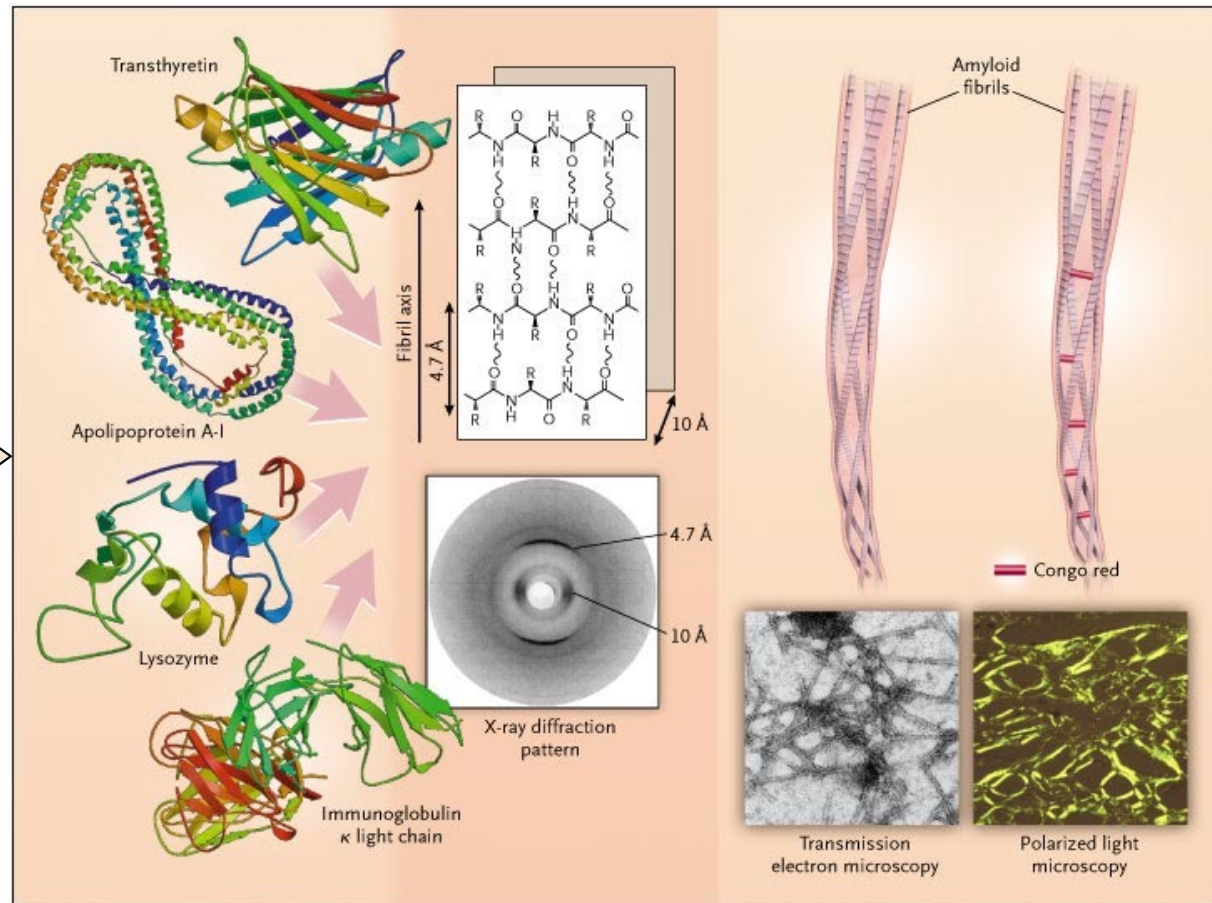 Transthyretin
Apolipoprotein A-I
Lysozyme
Immunoglobulin
κ light chain
R O H R O
N N
H R O H
O R H O
N N
R H O R
Fibril axis
4.7 Å
R O H R O
N N
H R O H
O R H O
N N
R H O R
10 Å
4.7 Å
10 Å
X-ray diffraction
pattern
Amyloid
fibrils
Congo red
Transmission
electron microscopy
Polarized light
microscopy